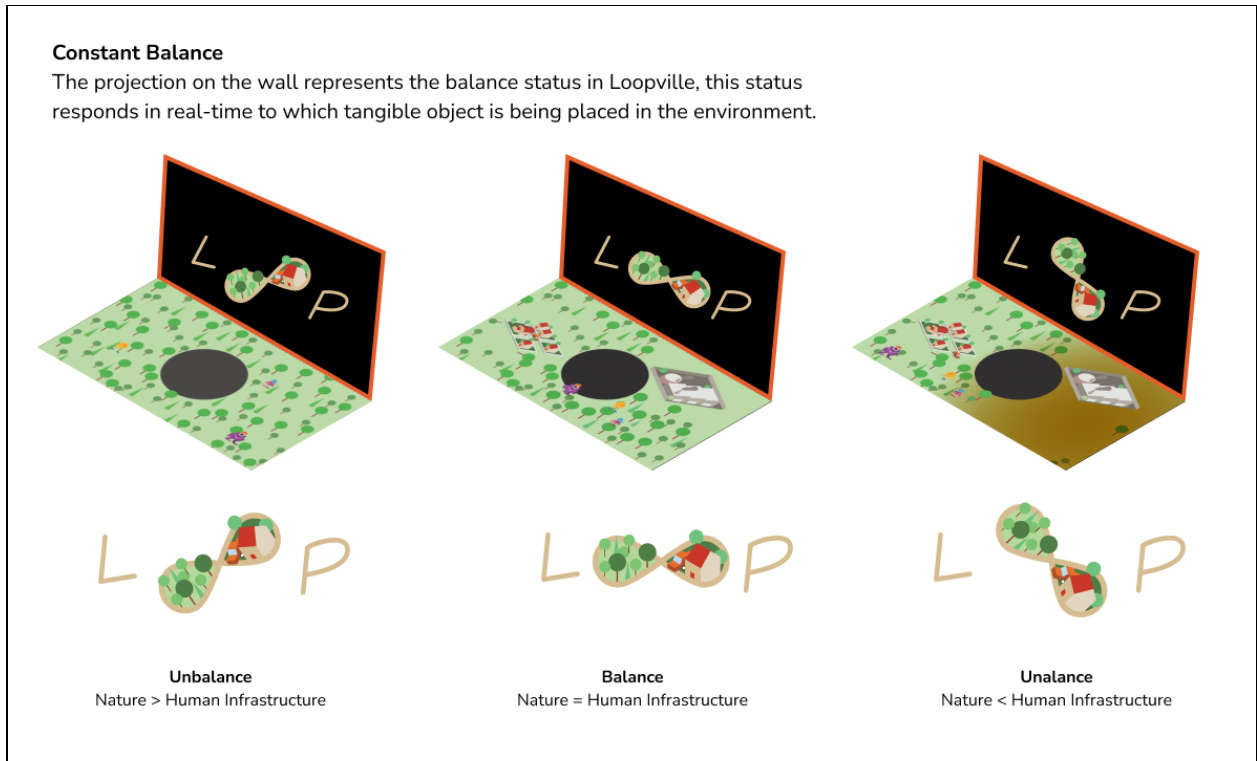 Constant Balance
The projection on the wall represents the balance status in Loopville, this status
responds in real-time to which tangible object is being placed in the environment.
L P
L P
L P
L P
L P
L P
Unbalance
Nature > Human Infrastructure
Balance
Nature = Human Infrastructure
Unalance
Nature < Human Infrastructure